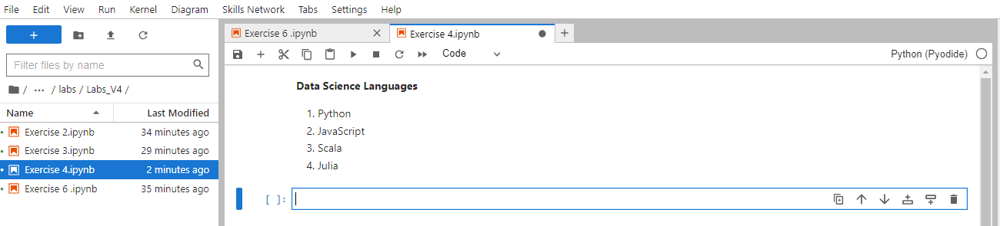 File Edit View Run Kernel Diagram Skills Network Tabs Settings Help
+
Filter files by name
/ ··· / labs / Labs_V4 /
Name Last Modified
Exercise 2.ipynb 34 minutes ago
Exercise 3.ipynb 29 minutes ago
Exercise 4.ipynb 2 minutes ago
Exercise 6 .ipynb 35 minutes ago
Exercise 6 .ipynb Exercise 4.ipynb
Code Python (Pyodide)
Data Science Languages
1. Python
2. JavaScript
3. Scala
4. Julia
[ ]: